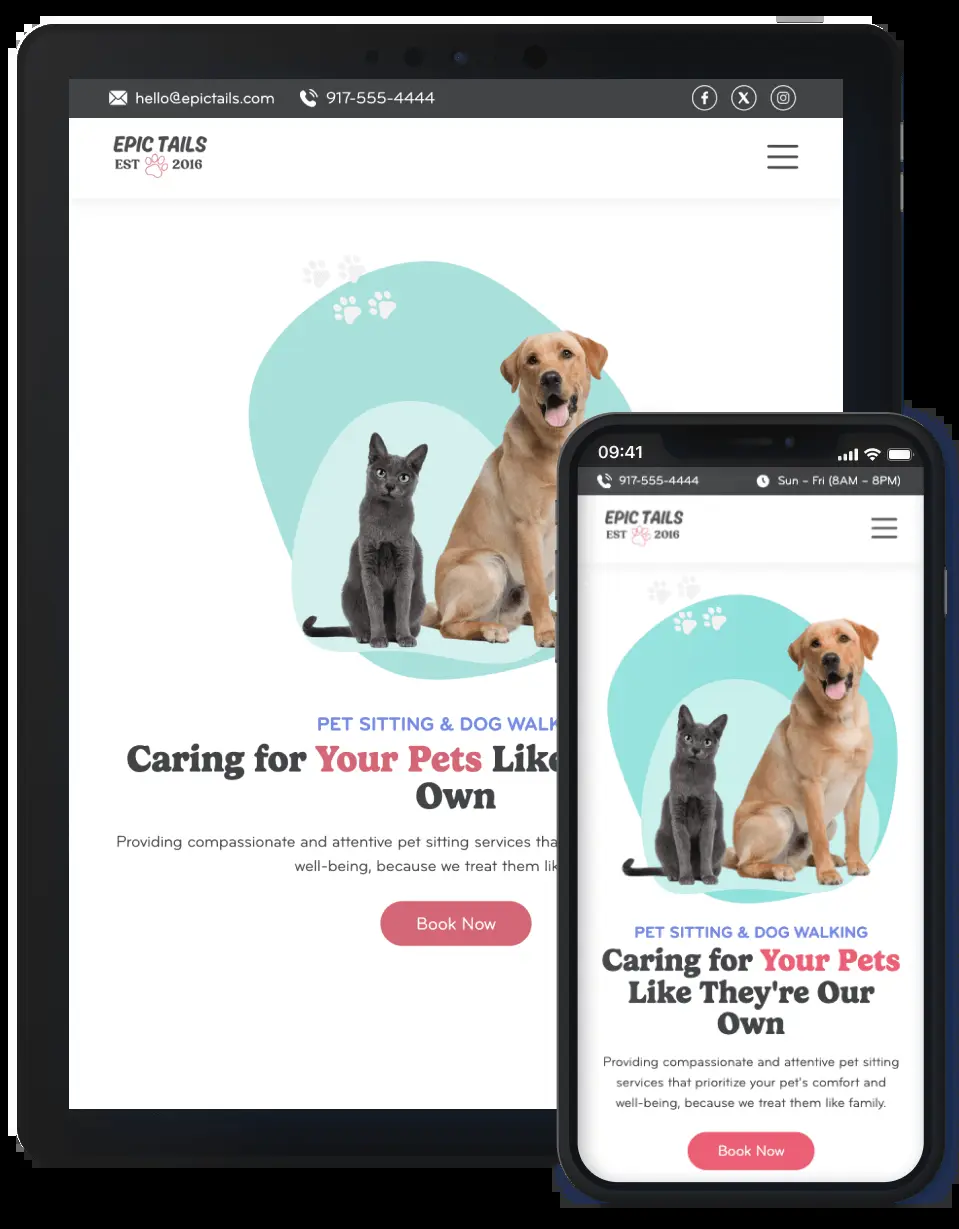 hello@epictails.com 917-555-4444
EPIC TAILS
EST 2016
PET SITTING & DOG WALK
Caring for Your Pets Like
Own
Providing compassionate and attentive pet sitting services tha
well-being, because we treat them lik
Book Now
09:41
917-555-4444 Sun – Fri (8AM – 8PM)
EPIC TAILS
EST 2016
PET SITTING & DOG WALKING
Caring for Your Pets
Like They're Our
Own
Providing compassionate and attentive pet sitting
services that prioritize your pet's comfort and
well-being, because we treat them like family.
Book Now